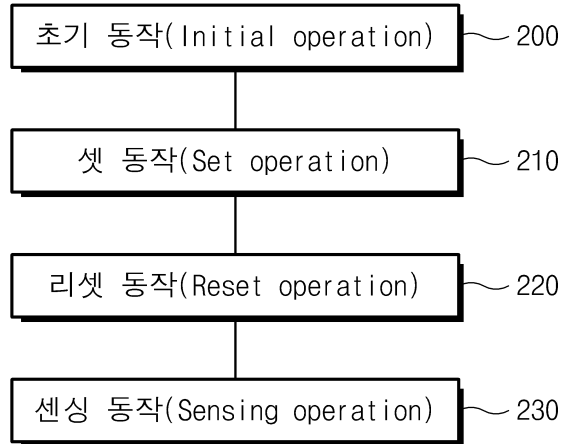 초기 동작(Initial operation) 200
셋 동작(Set operation) 210
리셋 동작(Reset operation) 220
센싱 동작(Sensing operation) 230